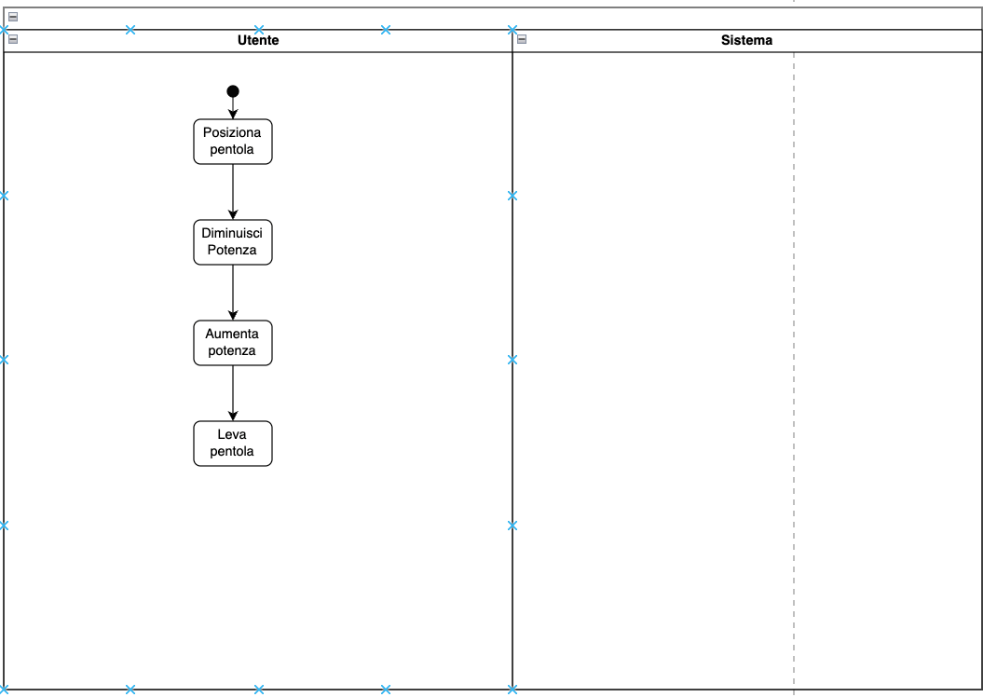 Utente
Sistema
Posiziona
pentola
Diminuisci
Potenza
Aumenta
potenza
Leva
pentola